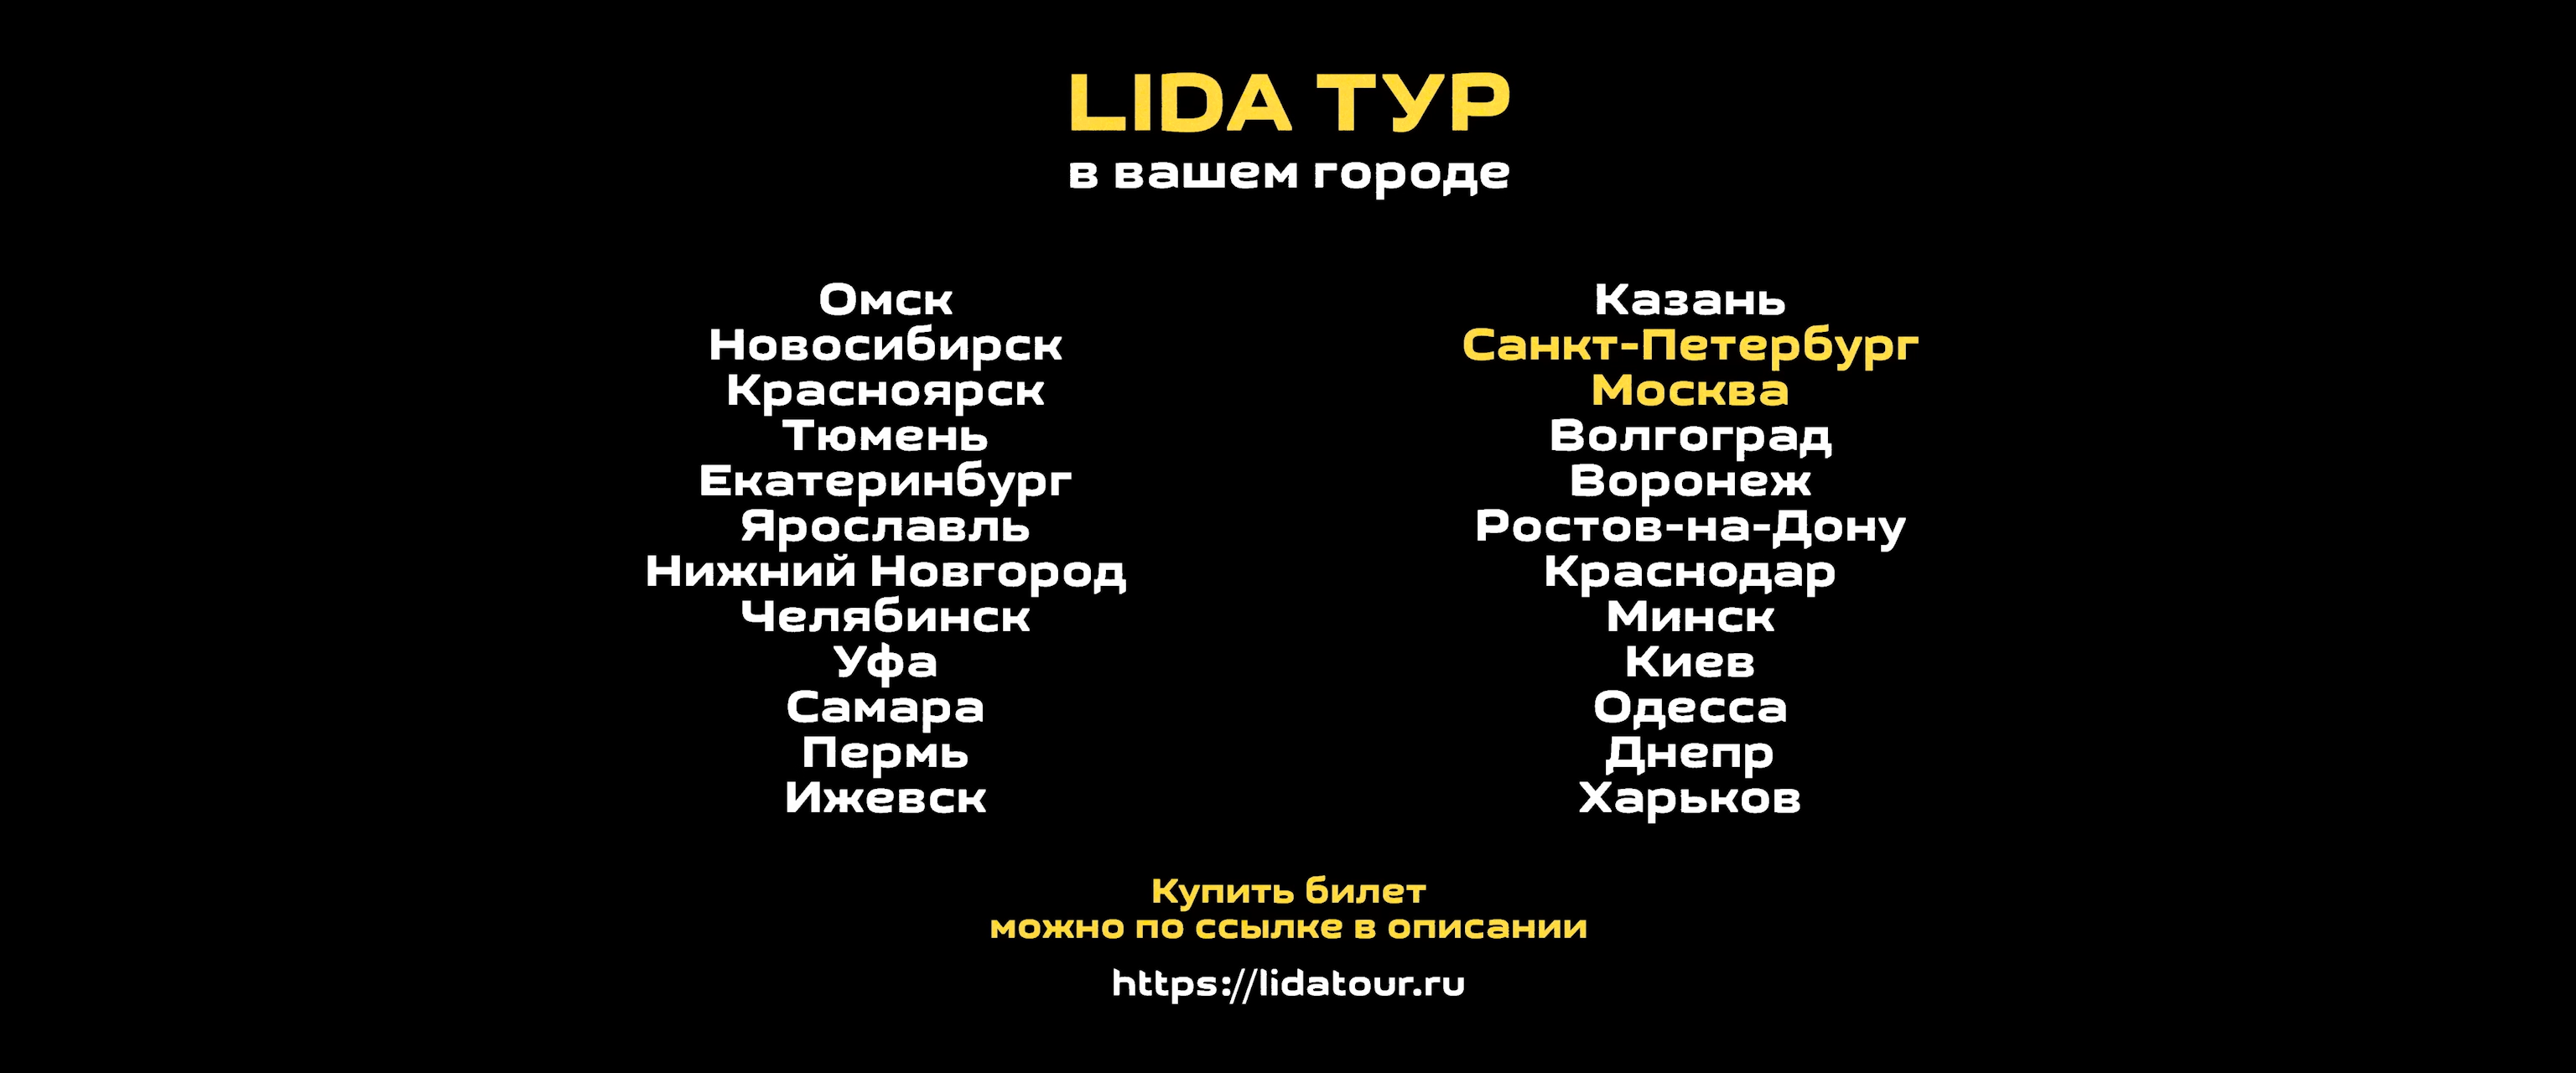 LIDA ТУР
в вашем городе
Омск
Новосибирск
Красноярск
Тюмень
Екатеринбург
Ярославль
Нижний Новгород
Челябинск
Уфа
Самара
Пермь
Ижевск
Казань
Санкт-Петербург
Москва
Волгоград
Воронеж
Ростов-на-Дону
Краснодар
Минск
Киев
Одесса
Днепр
Харьков
Купить билет
можно по ссылке в описании
https://lidatour.ru